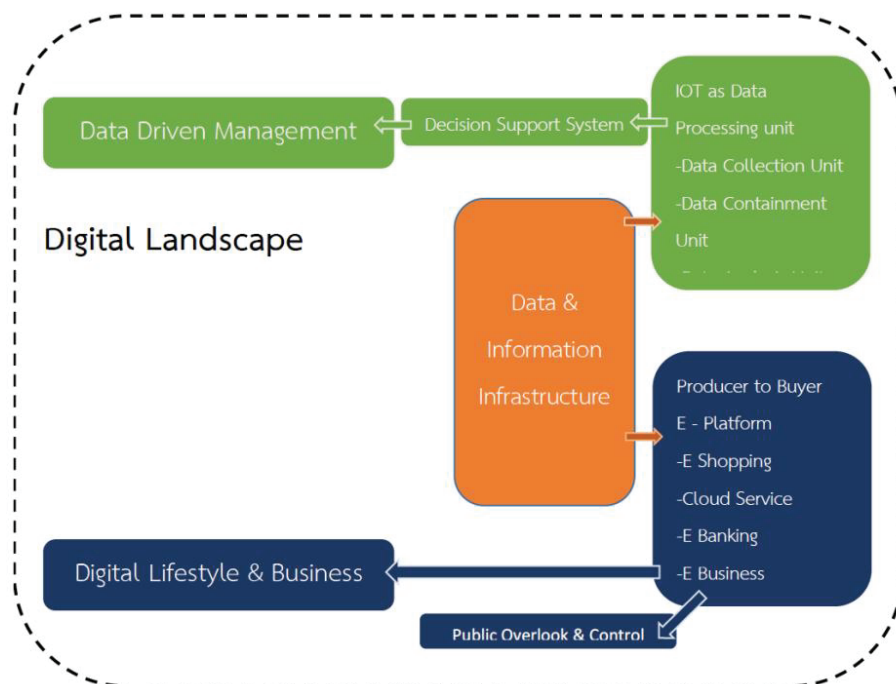 Data Driven Management
Decision Support System
IOT as Data
Processing unit
-Data Collection Unit
-Data Containment
Unit
Digital Landscape
Data &
Information
Infrastructure
Producer to Buyer
E - Platform
-E Shopping
-Cloud Service
-E Banking
-E Business
Digital Lifestyle & Business
Public Overlook & Control